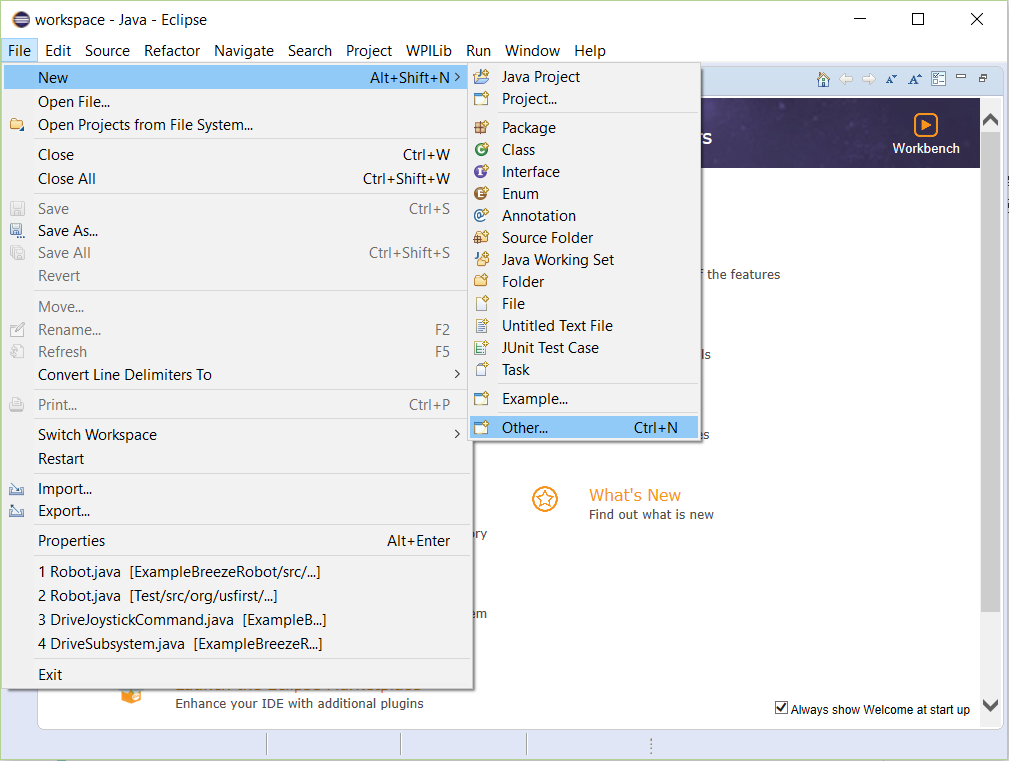 workspace - Java - Eclipse
File Edit Source Refactor Navigate Search Project WPILib Run Window Help
New Alt+Shift+N
Open File...
Open Projects from File System...
Close Ctrl+W
Close All Ctrl+Shift+W
Save Ctrl+S
Save As...
Save All Ctrl+Shift+S
Revert
Move...
Rename... F2
Refresh F5
Convert Line Delimiters To
Print... Ctrl+P
Switch Workspace
Restart
Import...
Export...
Properties Alt+Enter
1 Robot.java [ExampleBreezeRobot/src/...]
2 Robot.java [Test/src/org/usfirst/...]
3 DriveJoystickCommand.java [ExampleB...]
4 DriveSubsystem.java [ExampleBreezeR...]
Exit
Java Project
Project...
Package
Class
Interface
Enum
Annotation
Source Folder
Java Working Set
Folder
File
Untitled Text File
JUnit Test Case
Task
Example...
Other... Ctrl+N
Workbench
the features
What's New
Find out what is new
Enhance your IDE with additional plugins
Always show Welcome at start up